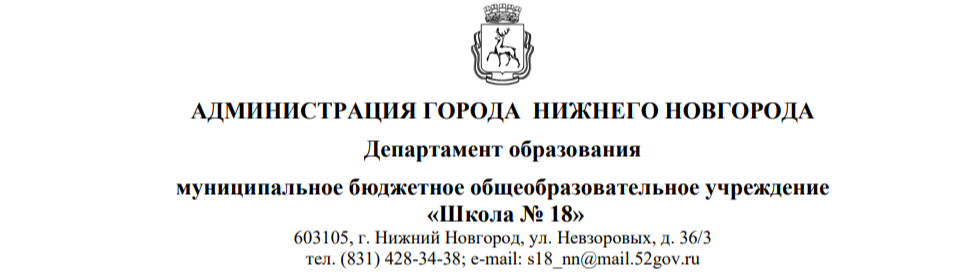 АДМИНИСТРАЦИЯ ГОРОДА НИЖНЕГО НОВГОРОДА
Департамент образования
муниципальное бюджетное общеобразовательное учреждение
«Школа № 18»
603105, г. Нижний Новгород, ул. Невзоровых, д. 36/3
тел. (831) 428-34-38; e-mail: s18_nn@mail.52gov.ru